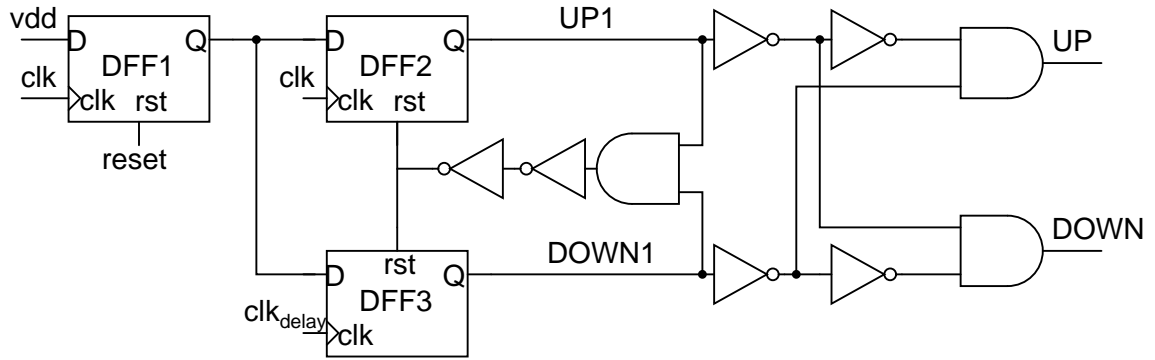 vdd
D
Q
DFF1
clk
clk
rst
reset
D
Q
DFF2
clk
clk
rst
UP1
UP
rst
D
Q
DFF3
clk_delay
clk
DOWN1
DOWN